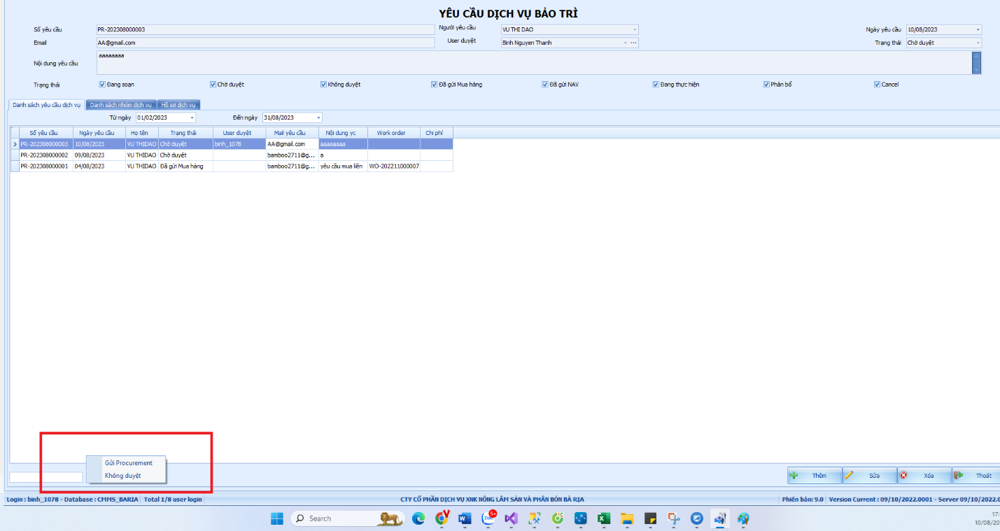 YÊU CẦU DỊCH VỤ BẢO TRÌ
Số yêu cầu PR-202308000003 Người yêu cầu VU THI DAO Ngày yêu cầu 10/08/2023
Email AA@gmail.com User duyệt Binh Nguyen Thanh ... Trạng thái Chờ duyệt
Nội dung yêu cầu aaaaaaaa
Trạng thái Đang soạn Chờ duyệt Không duyệt Đã gửi Mua hàng Đã gửi NAV Đang thực hiện Phân bổ Cancel
Danh sách yêu cầu dịch vụ Danh sách nhóm dịch vụ Hồ sơ dịch vụ
Từ ngày 01/02/2023 Đến ngày 31/08/2023
Số yêu cầu Ngày yêu cầu Họ tên Trạng thái User duyệt Mail yêu cầu Nội dung yc Work order Chi phí
PR-202308000003 10/08/2023 VU THIDAO Chờ duyệt binh_1078 AA@gmail.com aaaaaaaa
PR-202308000002 09/08/2023 VU THIDAO Chờ duyệt bamboo2711@g... a
PR-202308000001 04/08/2023 VU THIDAO Đã gửi Mua hàng bamboo2711@g... yêu cầu mua liền WO-202211000007
Gửi Procurement
Không duyệt
Thêm Sửa Xóa Thoát
Login : binh_1078 - Database : CMMS_BARIA Total 1/8 user login CTY CỔ PHẦN DỊCH VỤ XNK NÔNG LÂM SẢN VÀ PHÂN BÓN BÀ RỊA Phiên bản: 9.0 Version Current : 09/10/2022.0001 - Server 09/10/2022.0
Search Zalo 5+
17:
10/08/20